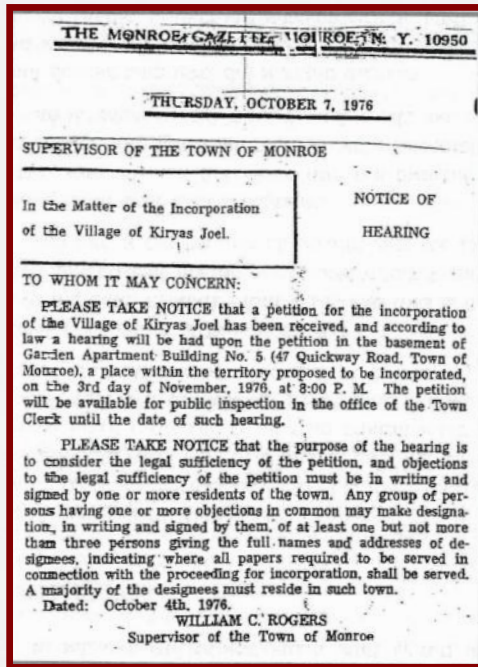 THE MONROE GAZETTE MONROE, N. Y. 10950
THURSDAY, OCTOBER 7, 1976
SUPERVISOR OF THE TOWN OF MONROE
In the Matter of the Incorporation
of the Village of Kiryas Joel.
NOTICE OF
HEARING
TO WHOM IT MAY CONCERN:
PLEASE TAKE NOTICE that a petition for the incorporation
of the Village of Kiryas Joel has been received, and according to
law a hearing will be had upon the petition in the basement of
Garden Apartment Building No. 5 (47 Quickway Road, Town of
Monroe), a place within the territory proposed to be incorporated,
on the 3rd day of November, 1976, at 8:00 P. M. The petition
will be available for public inspection in the office of the Town
Clerk until the date of such hearing.
PLEASE TAKE NOTICE that the purpose of the hearing is
to consider the legal sufficiency of the petition, and objections
to the legal sufficiency of the petition must be in writing and
signed by one or more residents of the town. Any group of per-
sons having one or more objections in common may make designa-
tion, in writing and signed by them, of at least one but not more
than three persons giving the full names and addresses of de-
signees, indicating where all papers required to be served in
connection with the proceeding for incorporation, shall be served.
A majority of the designees must reside in such town.
Dated: October 4th, 1976.
WILLIAM C. ROGERS
Supervisor of the Town of Monroe